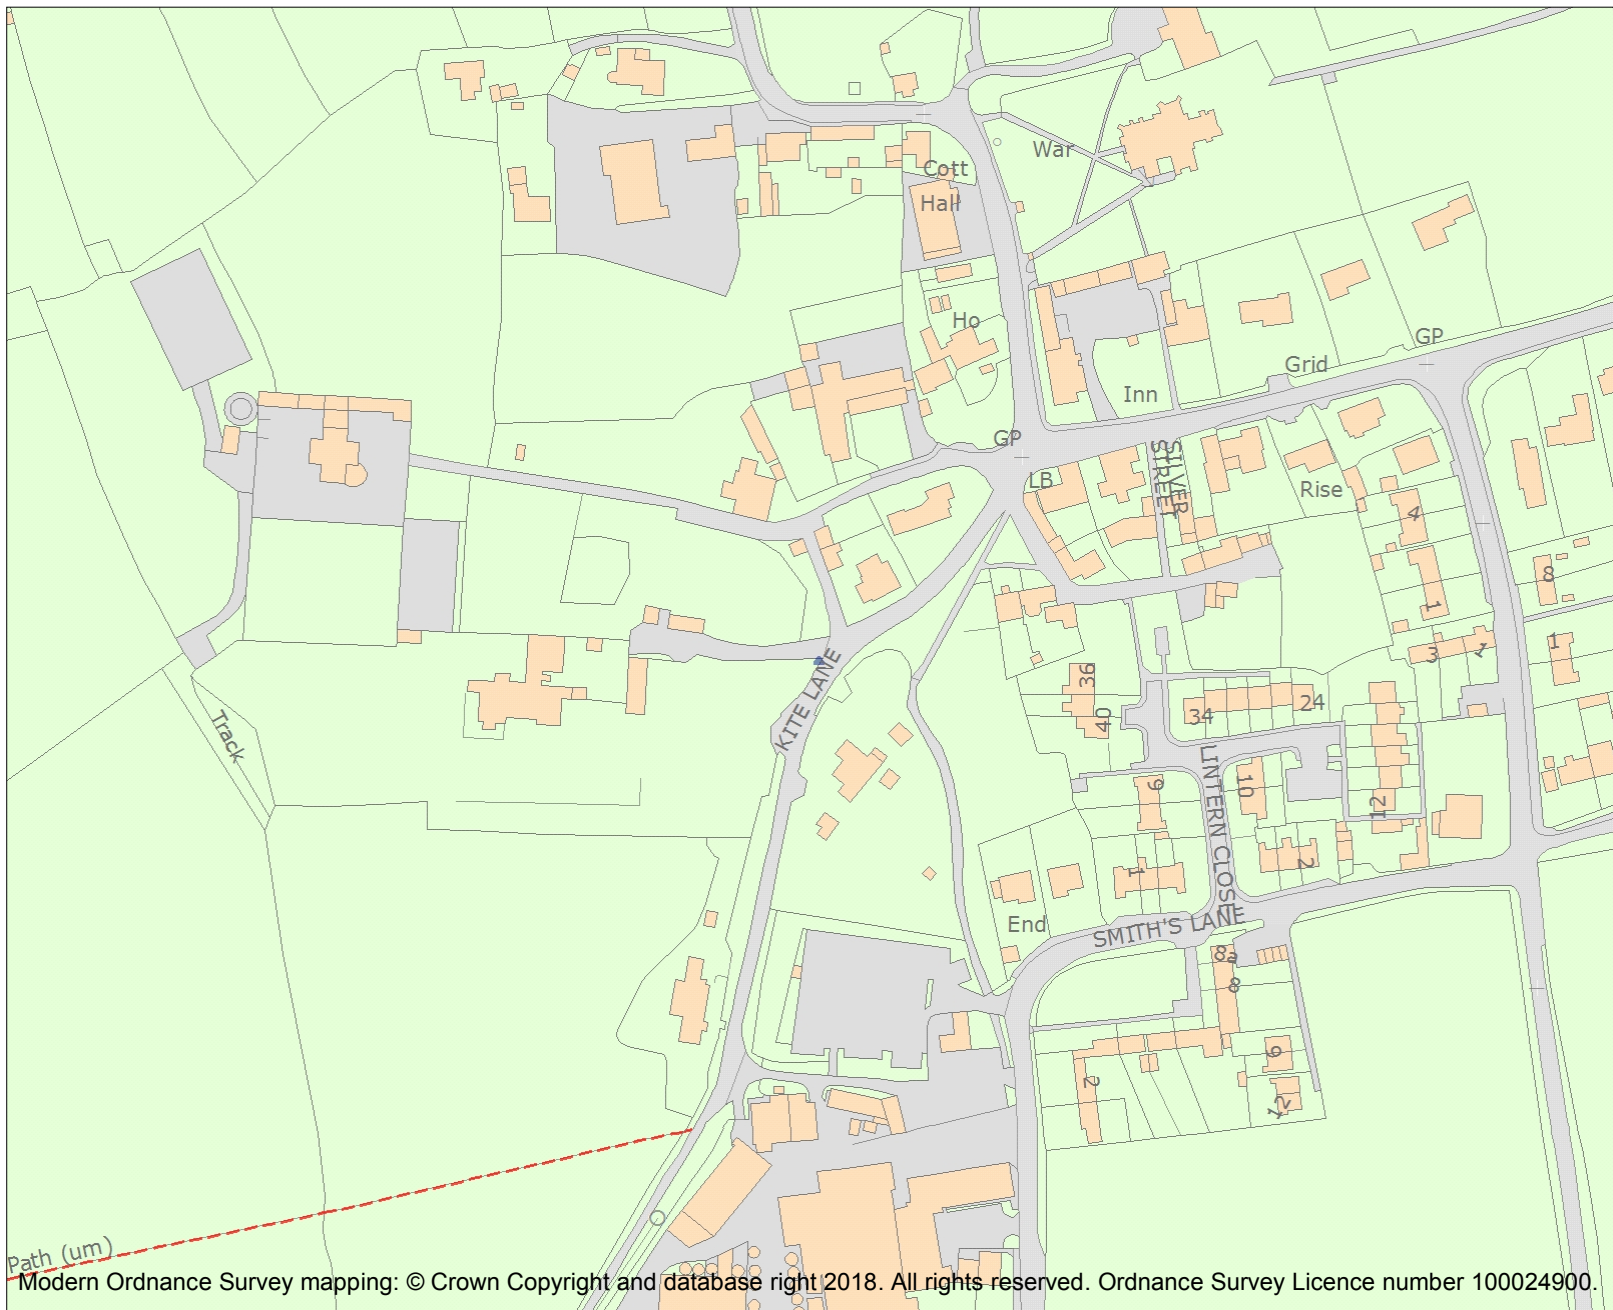 War
Cott
Hall
Ho
GP
Grid
Inn
GP
LB
SILVER
STREET
Rise
4
8
1
1
3
1
36
40
34
24
KITE LANE
Track
LINTERN CLOSE
9
10
12
2
1
End
SMITH'S LANE
8a
8
9
2
12
Path (um)
Modern Ordnance Survey mapping: © Crown Copyright and database right 2018. All rights reserved. Ordnance Survey Licence number 100024900.